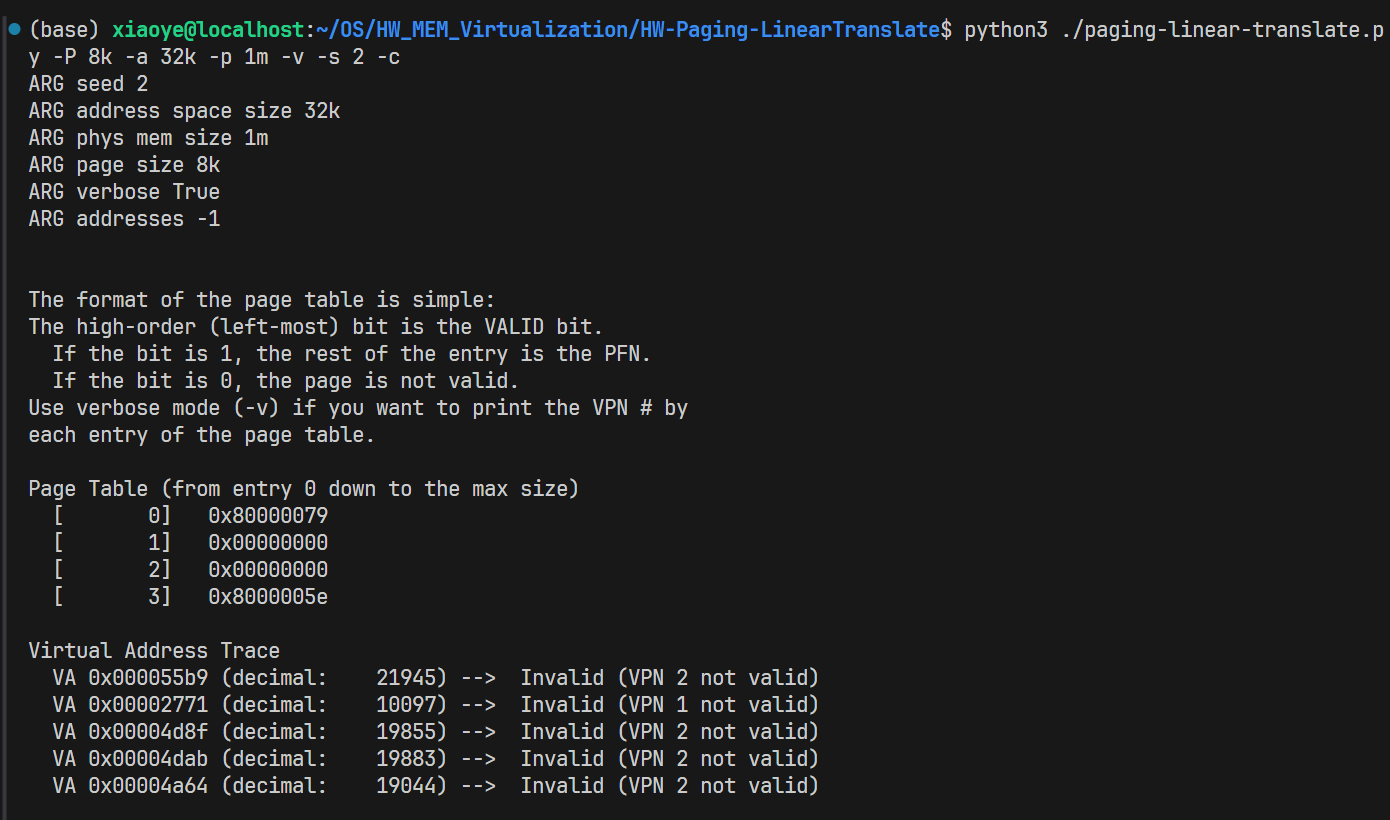 (base) xiaoye@localhost:~/OS/HW_MEM_Virtualization/HW-Paging-LinearTranslate$ python3 ./paging-linear-translate.p
y -P 8k -a 32k -p 1m -v -s 2 -c
ARG seed 2
ARG address space size 32k
ARG phys mem size 1m
ARG page size 8k
ARG verbose True
ARG addresses -1
The format of the page table is simple:
The high-order (left-most) bit is the VALID bit.
  If the bit is 1, the rest of the entry is the PFN.
  If the bit is 0, the page is not valid.
Use verbose mode (-v) if you want to print the VPN # by
each entry of the page table.
Page Table (from entry 0 down to the max size)
  [       0]   0x80000079
  [       1]   0x00000000
  [       2]   0x00000000
  [       3]   0x8000005e
Virtual Address Trace
  VA 0x000055b9 (decimal:    21945) -->  Invalid (VPN 2 not valid)
  VA 0x00002771 (decimal:    10097) -->  Invalid (VPN 1 not valid)
  VA 0x00004d8f (decimal:    19855) -->  Invalid (VPN 2 not valid)
  VA 0x00004dab (decimal:    19883) -->  Invalid (VPN 2 not valid)
  VA 0x00004a64 (decimal:    19044) -->  Invalid (VPN 2 not valid)